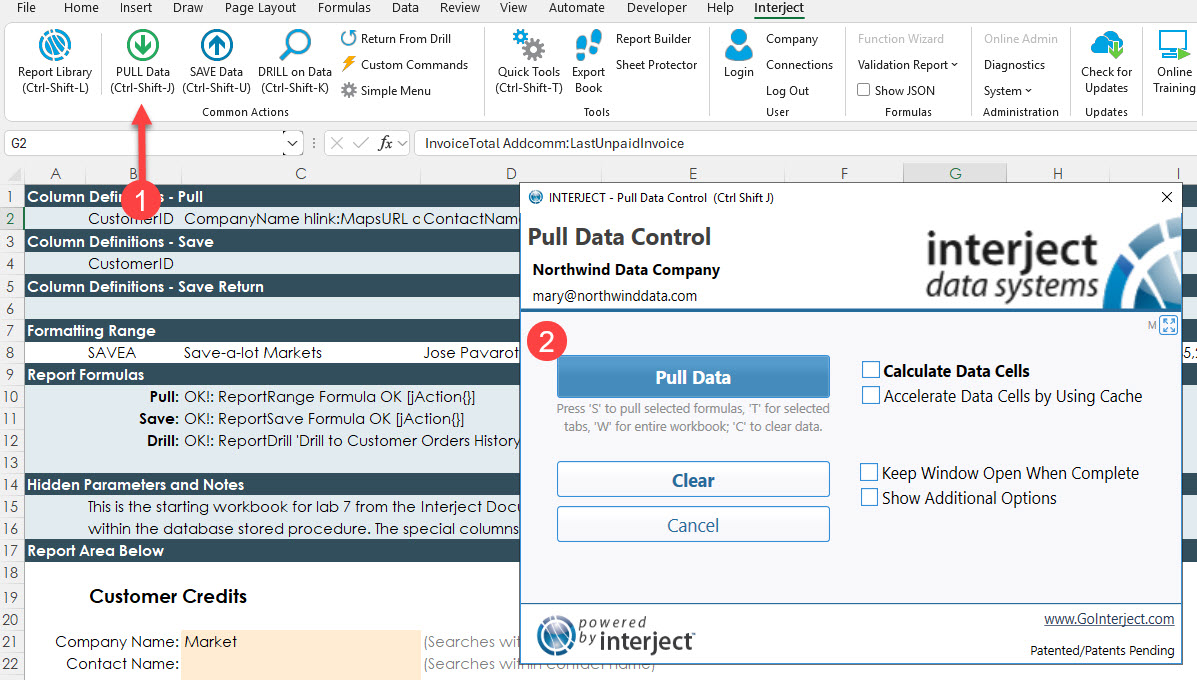 File Home Insert Draw Page Layout Formulas Data Review View Automate Developer Help Interject
Report Library (Ctrl-Shift-L)
PULL Data (Ctrl-Shift-J)
SAVE Data (Ctrl-Shift-U)
DRILL on Data (Ctrl-Shift-K)
Return From Drill
Custom Commands
Simple Menu
Common Actions
Quick Tools (Ctrl-Shift-T)
Export Book
Report Builder
Sheet Protector
Tools
Login
Company
Connections
Log Out
User
Function Wizard
Validation Report
Show JSON
Formulas
Online Admin
Diagnostics
System
Administration
Check for Updates
Updates
Online Training
G2
fx
InvoiceTotal Addcomm:LastUnpaidInvoice
A B C D E F G H I
1 Column Definitions - Pull
2 CustomerID CompanyName hlink:MapsURL c ContactNam
3 Column Definitions - Save
4 CustomerID
5 Column Definitions - Save Return
6
7 Formatting Range
8 SAVEA Save-a-lot Markets Jose Pavarot 5,2
9 Report Formulas
10 Pull: OK!: ReportRange Formula OK [jAction{}]
11 Save: OK!: ReportSave Formula OK [jAction{}]
12 Drill: OK!: ReportDrill 'Drill to Customer Orders History
13
14 Hidden Parameters and Notes
15 This is the starting workbook for lab 7 from the Interject Docu
16 within the database stored procedure. The special columns
17 Report Area Below
18
19 Customer Credits
20
21 Company Name: Market (Searches wit
22 Contact Name: (Searches within contact name)
1
2
INTERJECT - Pull Data Control (Ctrl Shift J)
Pull Data Control
Northwind Data Company
mary@northwinddata.com
interject
data systems
M
Pull Data
Press 'S' to pull selected formulas, 'T' for selected
tabs, 'W' for entire workbook; 'C' to clear data.
Clear
Cancel
Calculate Data Cells
Accelerate Data Cells by Using Cache
Keep Window Open When Complete
Show Additional Options
powered
by interject™
www.GoInterject.com
Patented/Patents Pending